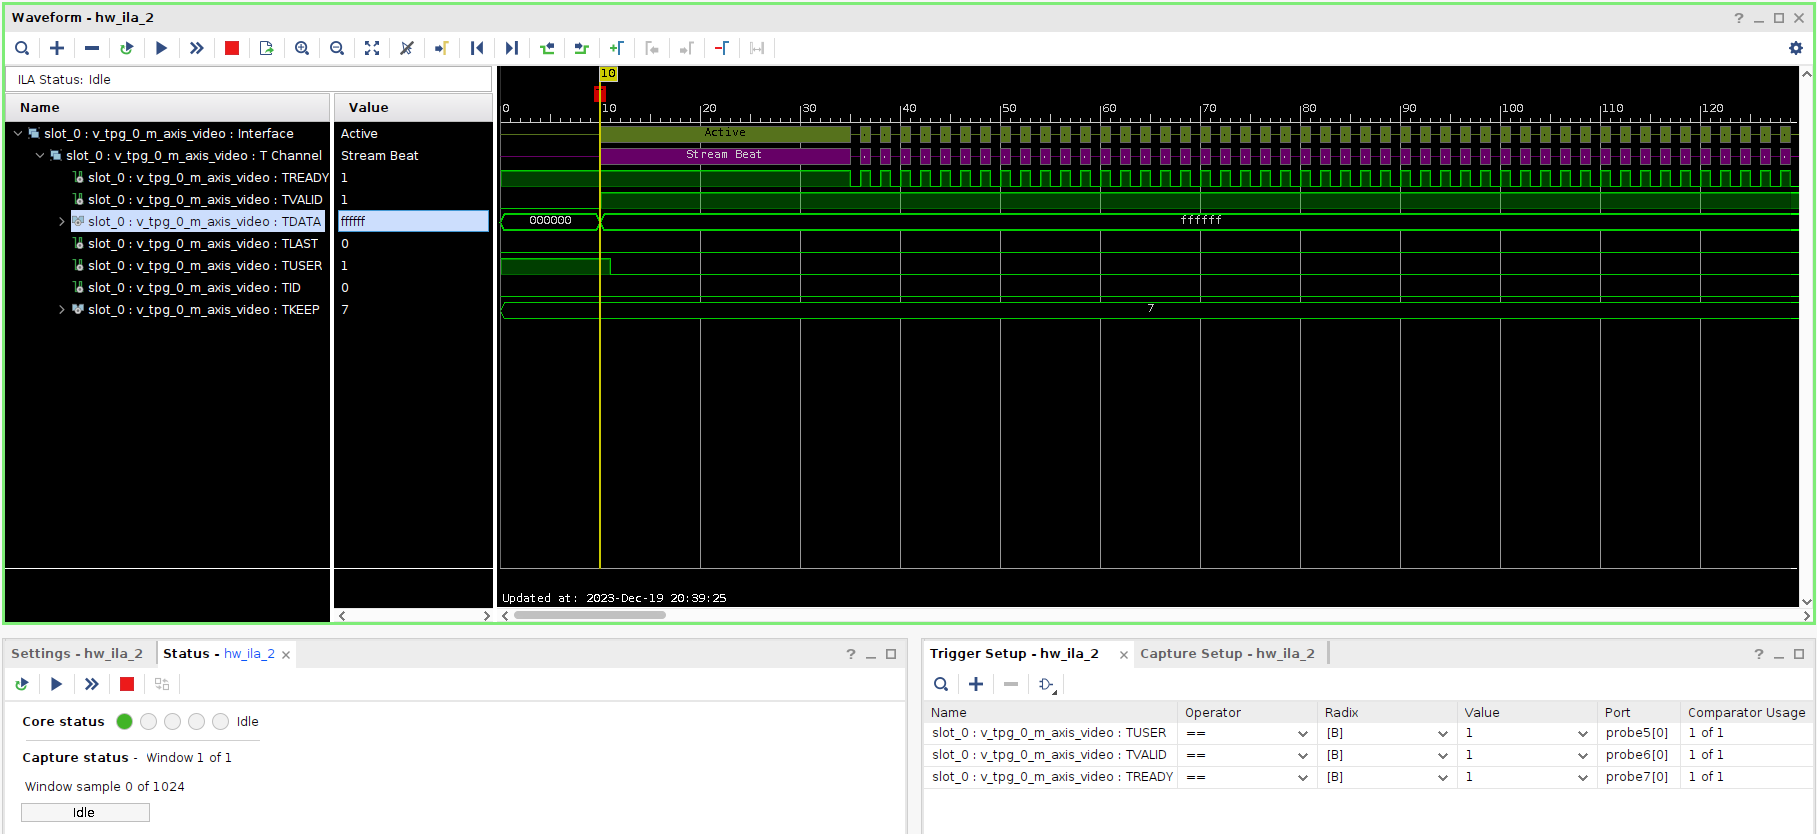 Waveform - hw_ila_2
ILA Status: Idle
Name Value
slot_0 : v_tpg_0_m_axis_video : Interface Active
slot_0 : v_tpg_0_m_axis_video : T Channel Stream Beat
slot_0 : v_tpg_0_m_axis_video : TREADY 1
slot_0 : v_tpg_0_m_axis_video : TVALID 1
slot_0 : v_tpg_0_m_axis_video : TDATA ffffff
slot_0 : v_tpg_0_m_axis_video : TLAST 0
slot_0 : v_tpg_0_m_axis_video : TUSER 1
slot_0 : v_tpg_0_m_axis_video : TID 0
slot_0 : v_tpg_0_m_axis_video : TKEEP 7
10
0 10 20 30 40 50 60 70 80 90 100 110 120
Active
Stream Beat
000000 ffffff
7
Updated at: 2023-Dec-19 20:39:25
Settings - hw_ila_2 Status - hw_ila_2
Core status Idle
Capture status - Window 1 of 1
Window sample 0 of 1024
Idle
Trigger Setup - hw_ila_2 Capture Setup - hw_ila_2
Name Operator Radix Value Port Comparator Usage
slot_0 : v_tpg_0_m_axis_video : TUSER == [B] 1 probe5[0] 1 of 1
slot_0 : v_tpg_0_m_axis_video : TVALID == [B] 1 probe6[0] 1 of 1
slot_0 : v_tpg_0_m_axis_video : TREADY == [B] 1 probe7[0] 1 of 1